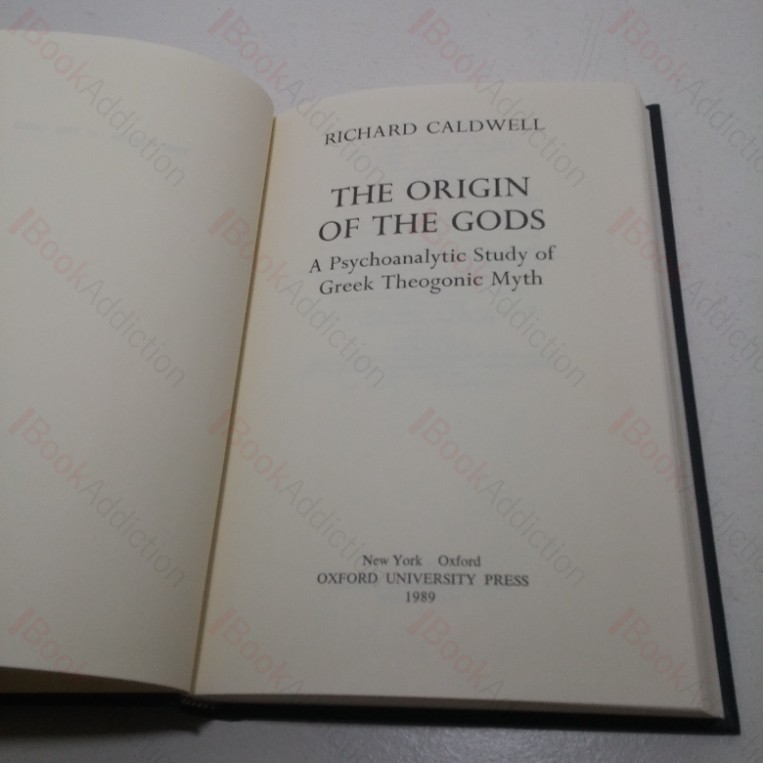 RICHARD CALDWELL
THE ORIGIN
OF THE GODS
A Psychoanalytic Study of
Greek Theogonic Myth
New York Oxford
OXFORD UNIVERSITY PRESS
1989
BookAddiction